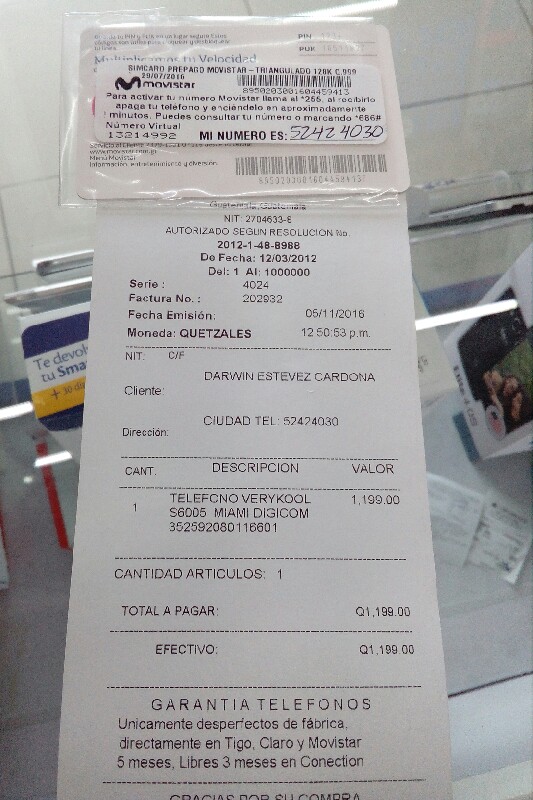 PIN
PUK
Multiplicamos tu Velocidad
SIMCARD PREPAGO MOVISTAR - TRIANGULADO 128K C.999
29/07/2016
movistar
8950203001604459413
Para activar tu número Movistar llama al *256, al recibirlo
apaga tu teléfono y enciéndelo en aproximadamente
minutos. Puedes consultar tu número o marcando *686#
Número Virtual
13214992
MI NUMERO ES: 52424030
www.movistar.com
Menú Movistar
Información, entretenimiento y diversión
Guatemala, Guatemala
NIT: 2704633-6
AUTORIZADO SEGUN RESOLUCION No.
2012-1-48-8988
De Fecha: 12/03/2012
Del: 1 Al: 1000000
Serie : 4024
Factura No. : 202932
Fecha Emisión: 05/11/2016
Moneda: QUETZALES 12:50:53 p.m.
NIT: C/F
Cliente: DARWIN ESTEVEZ CARDONA
Dirección: CIUDAD TEL: 52424030
CANT. DESCRIPCION VALOR
1 TELEFONO VERYKOOL 1,199.00
S6005 MIAMI DIGICOM
352592080116601
CANTIDAD ARTICULOS: 1
TOTAL A PAGAR: Q1,199.00
EFECTIVO: Q1,199.00
GARANTIA TELEFONOS
Unicamente desperfectos de fábrica,
directamente en Tigo, Claro y Movistar
5 meses, Libres 3 meses en Conection
GRACIAS POR SU COMPRA
Te devol
tu Sma
+ 30 d